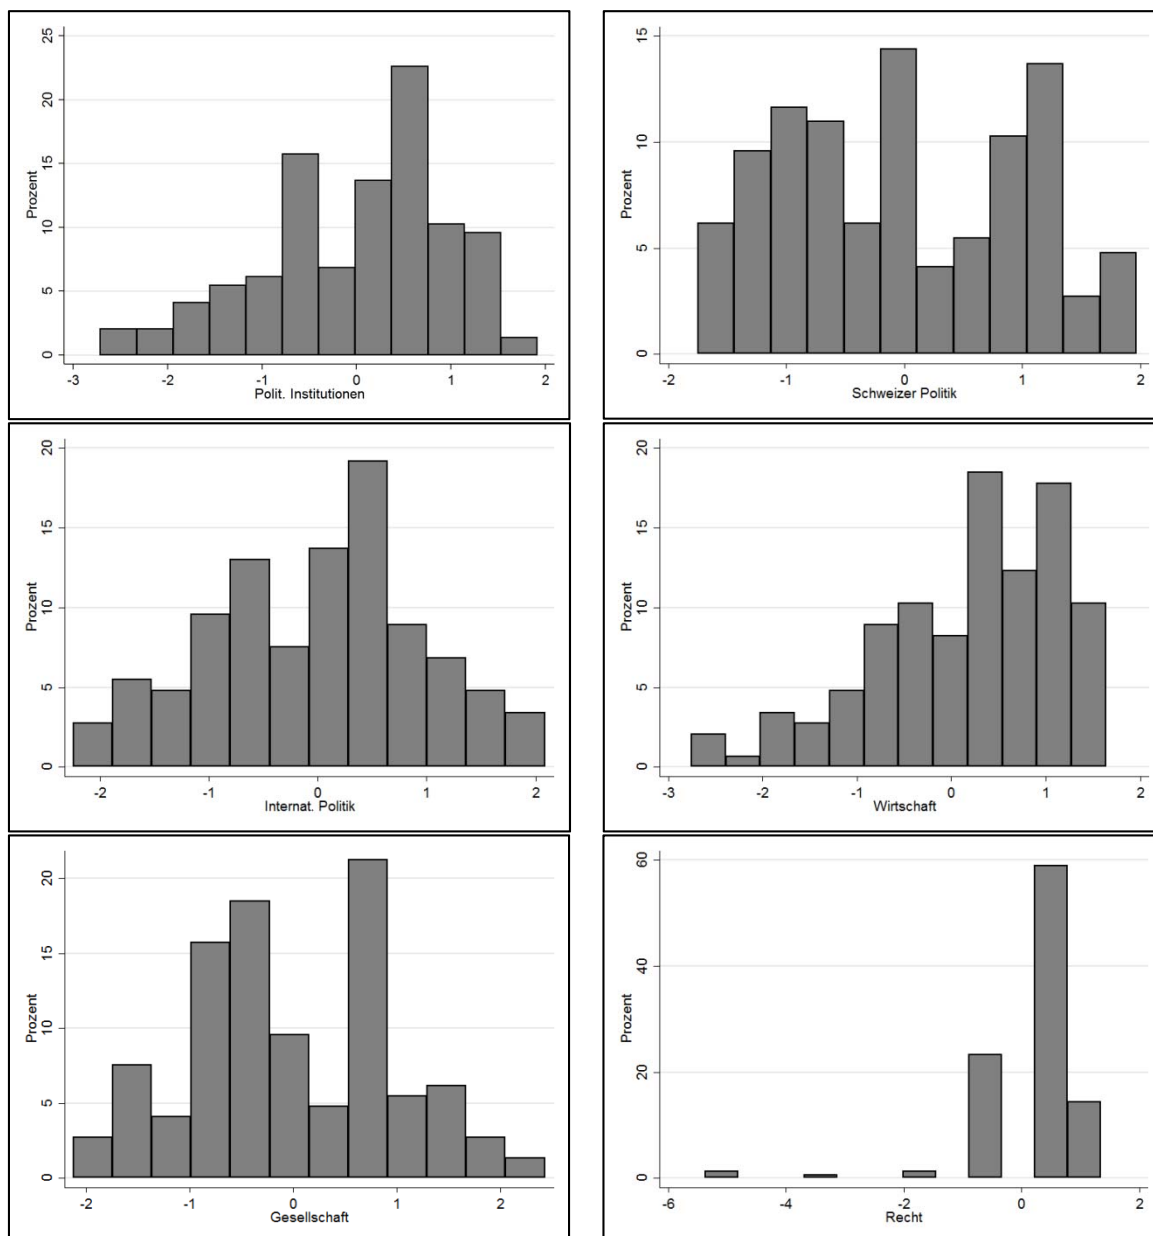 25
20
15
10
5
0
Prozent
-3 -2 -1 0 1 2
Polit. Institutionen
15
10
5
0
Prozent
-2 -1 0 1 2
Schweizer Politik
20
15
10
5
0
Prozent
-2 -1 0 1 2
Internat. Politik
20
15
10
5
0
Prozent
-3 -2 -1 0 1 2
Wirtschaft
20
15
10
5
0
Prozent
-2 -1 0 1 2
Gesellschaft
60
40
20
0
Prozent
-6 -4 -2 0 2
Recht